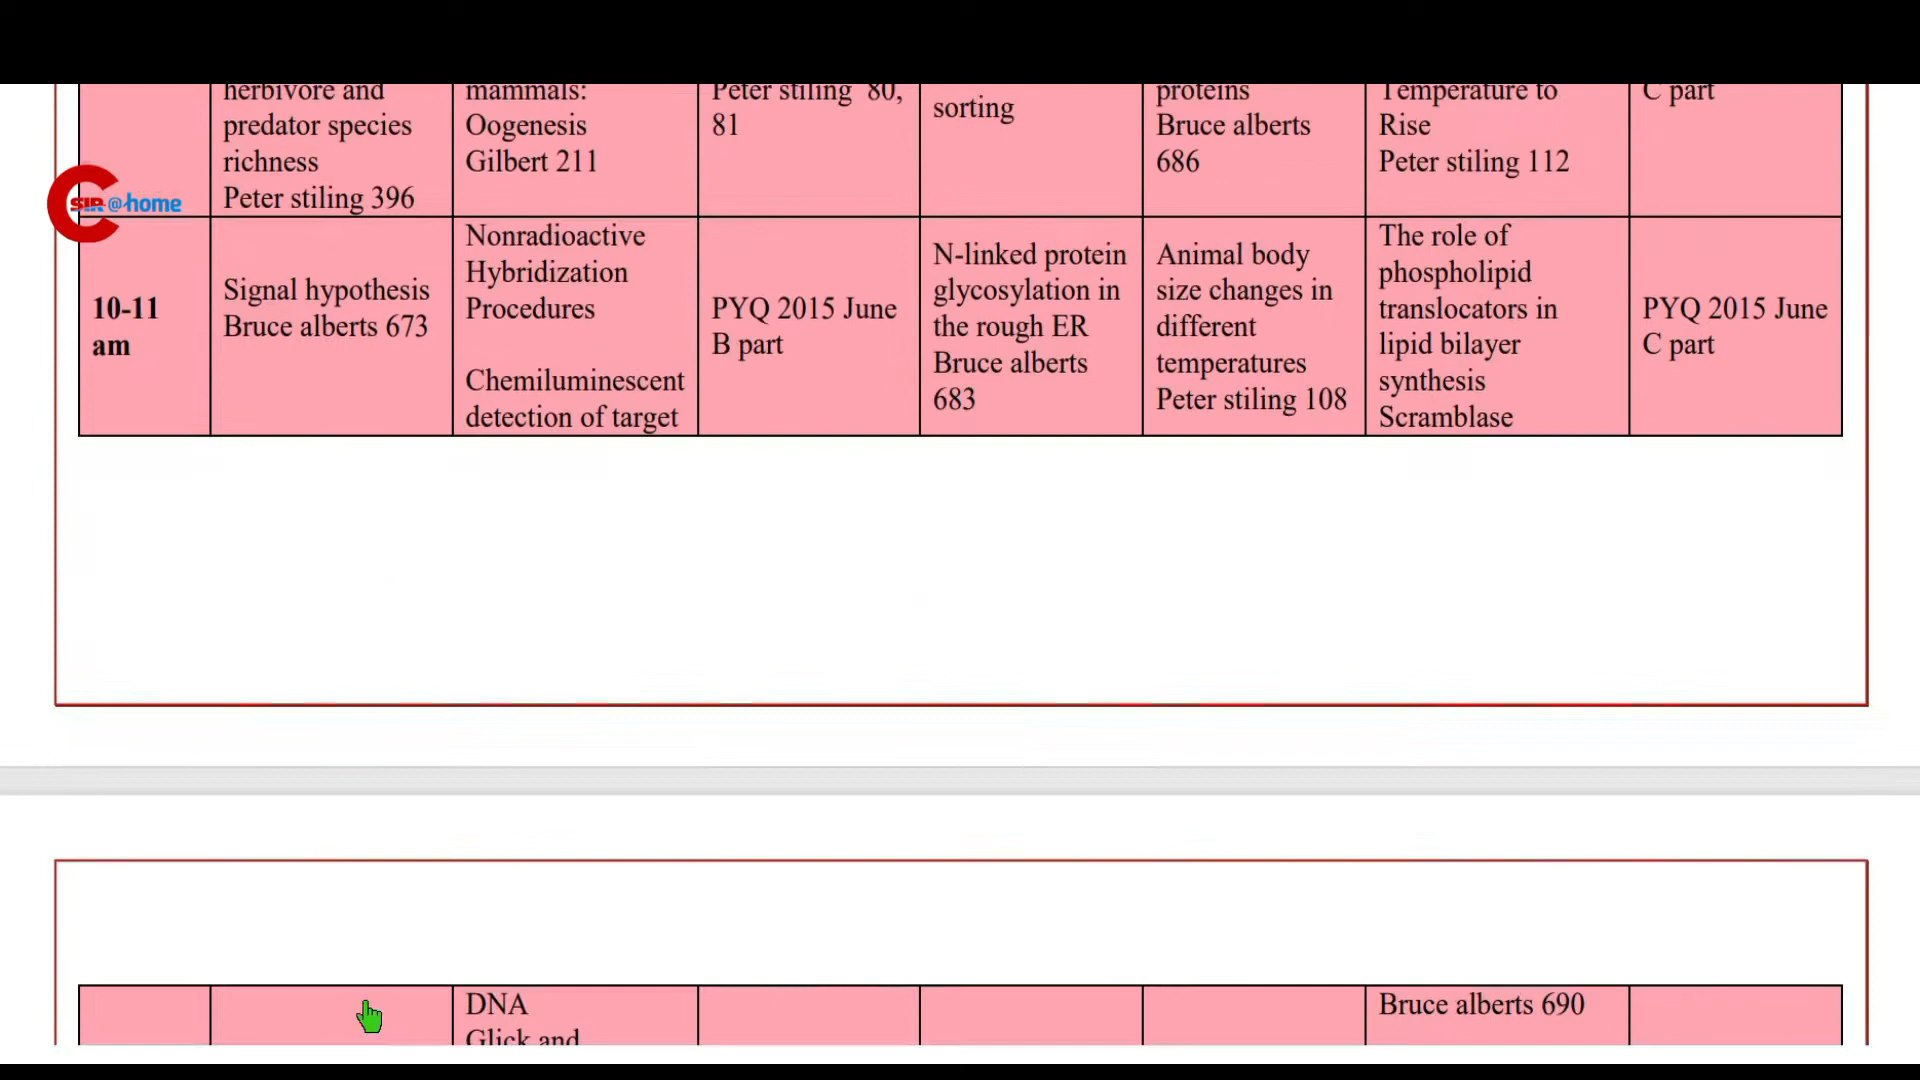 herbivore and
predator species
richness
Peter stiling 396
mammals:
Oogenesis
Gilbert 211
Peter stiling 80,
81
sorting
proteins
Bruce alberts
686
Temperature to
Rise
Peter stiling 112
C part
CSIR@home
10-11
am
Signal hypothesis
Bruce alberts 673
Nonradioactive
Hybridization
Procedures
Chemiluminescent
detection of target
PYQ 2015 June
B part
N-linked protein
glycosylation in
the rough ER
Bruce alberts
683
Animal body
size changes in
different
temperatures
Peter stiling 108
The role of
phospholipid
translocators in
lipid bilayer
synthesis
Scramblase
PYQ 2015 June
C part
DNA
Glick and
Bruce alberts 690